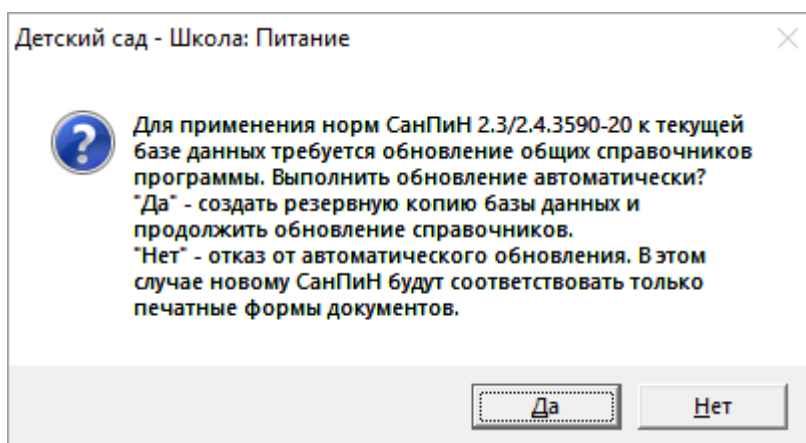 Детский сад - Школа: Питание
Для применения норм СанПиН 2.3/2.4.3590-20 к текущей
базе данных требуется обновление общих справочников
программы. Выполнить обновление автоматически?
"Да" - создать резервную копию базы данных и
продолжить обновление справочников.
"Нет" - отказ от автоматического обновления. В этом
случае новому СанПиН будут соответствовать только
печатные формы документов.
Да Нет